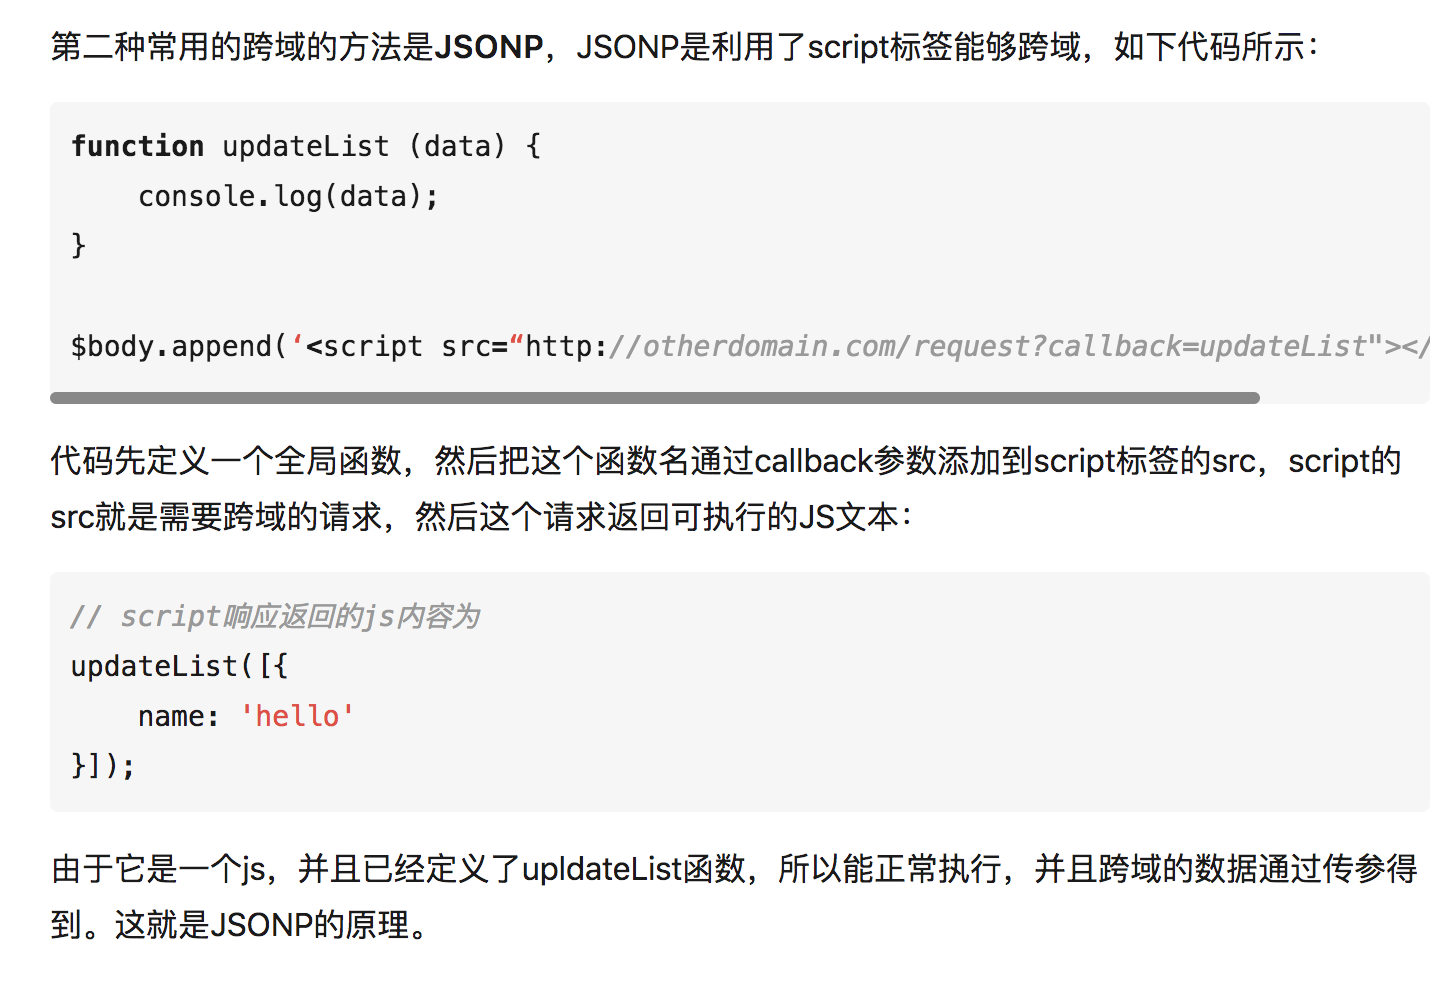 第二种常用的跨域的方法是JSONP，JSONP是利用了script标签能够跨域，如下代码所示：
function updateList (data) {
    console.log(data);
}
$body.append(‘<script src=“http://otherdomain.com/request?callback=updateList"></
代码先定义一个全局函数，然后把这个函数名通过callback参数添加到script标签的src，script的
src就是需要跨域的请求，然后这个请求返回可执行的JS文本：
// script响应返回的js内容为
updateList([{
    name: 'hello'
}]);
由于它是一个js，并且已经定义了upldateList函数，所以能正常执行，并且跨域的数据通过传参得
到。这就是JSONP的原理。